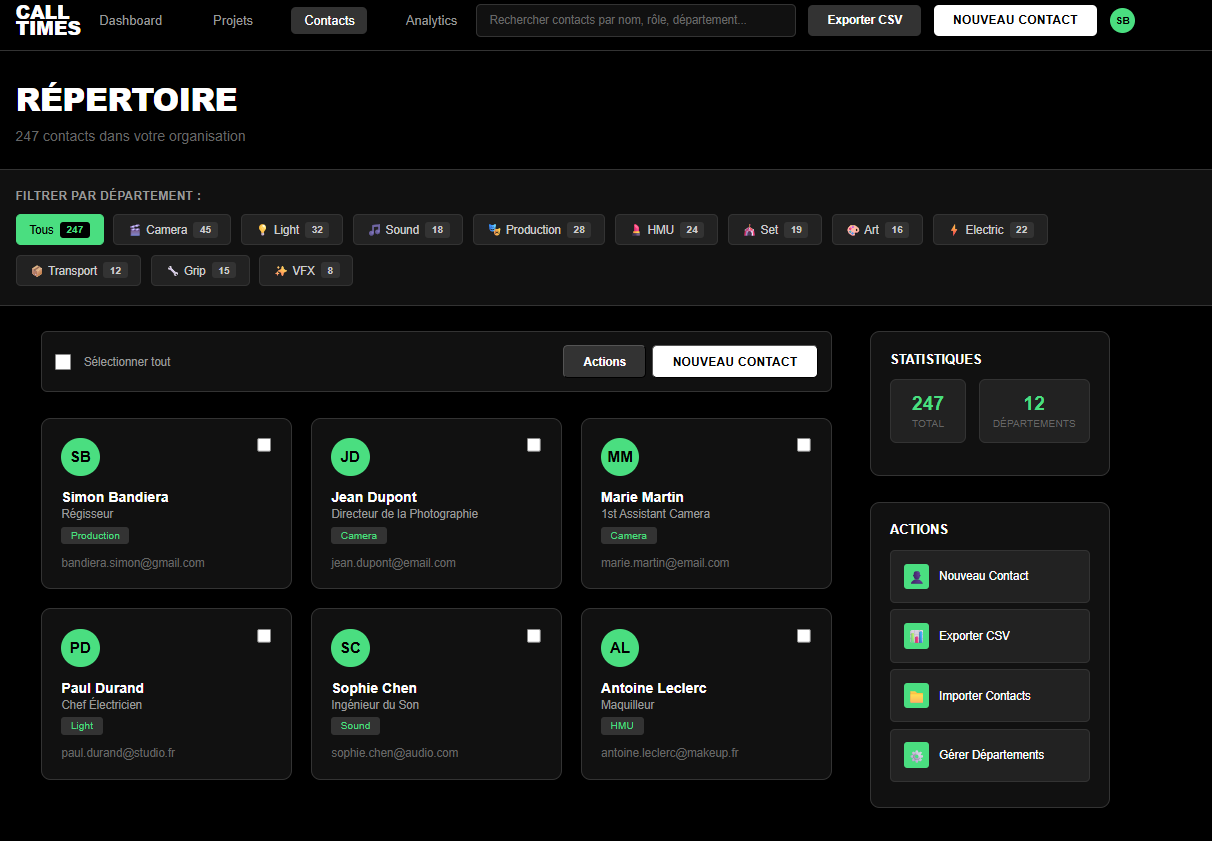 CALL
TIMES
Dashboard
Projets
Contacts
Analytics
Rechercher contacts par nom, rôle, département...
Exporter CSV
NOUVEAU CONTACT
SB
RÉPERTOIRE
247 contacts dans votre organisation
FILTRER PAR DÉPARTEMENT :
Tous 247
Camera 45
Light 32
Sound 18
Production 28
HMU 24
Set 19
Art 16
Electric 22
Transport 12
Grip 15
VFX 8
Sélectionner tout
Actions
NOUVEAU CONTACT
SB
Simon Bandiera
Régisseur
Production
bandiera.simon@gmail.com
JD
Jean Dupont
Directeur de la Photographie
Camera
jean.dupont@email.com
MM
Marie Martin
1st Assistant Camera
Camera
marie.martin@email.com
PD
Paul Durand
Chef Électricien
Light
paul.durand@studio.fr
SC
Sophie Chen
Ingénieur du Son
Sound
sophie.chen@audio.com
AL
Antoine Leclerc
Maquilleur
HMU
antoine.leclerc@makeup.fr
STATISTIQUES
247
TOTAL
12
DÉPARTEMENTS
ACTIONS
Nouveau Contact
Exporter CSV
Importer Contacts
Gérer Départements